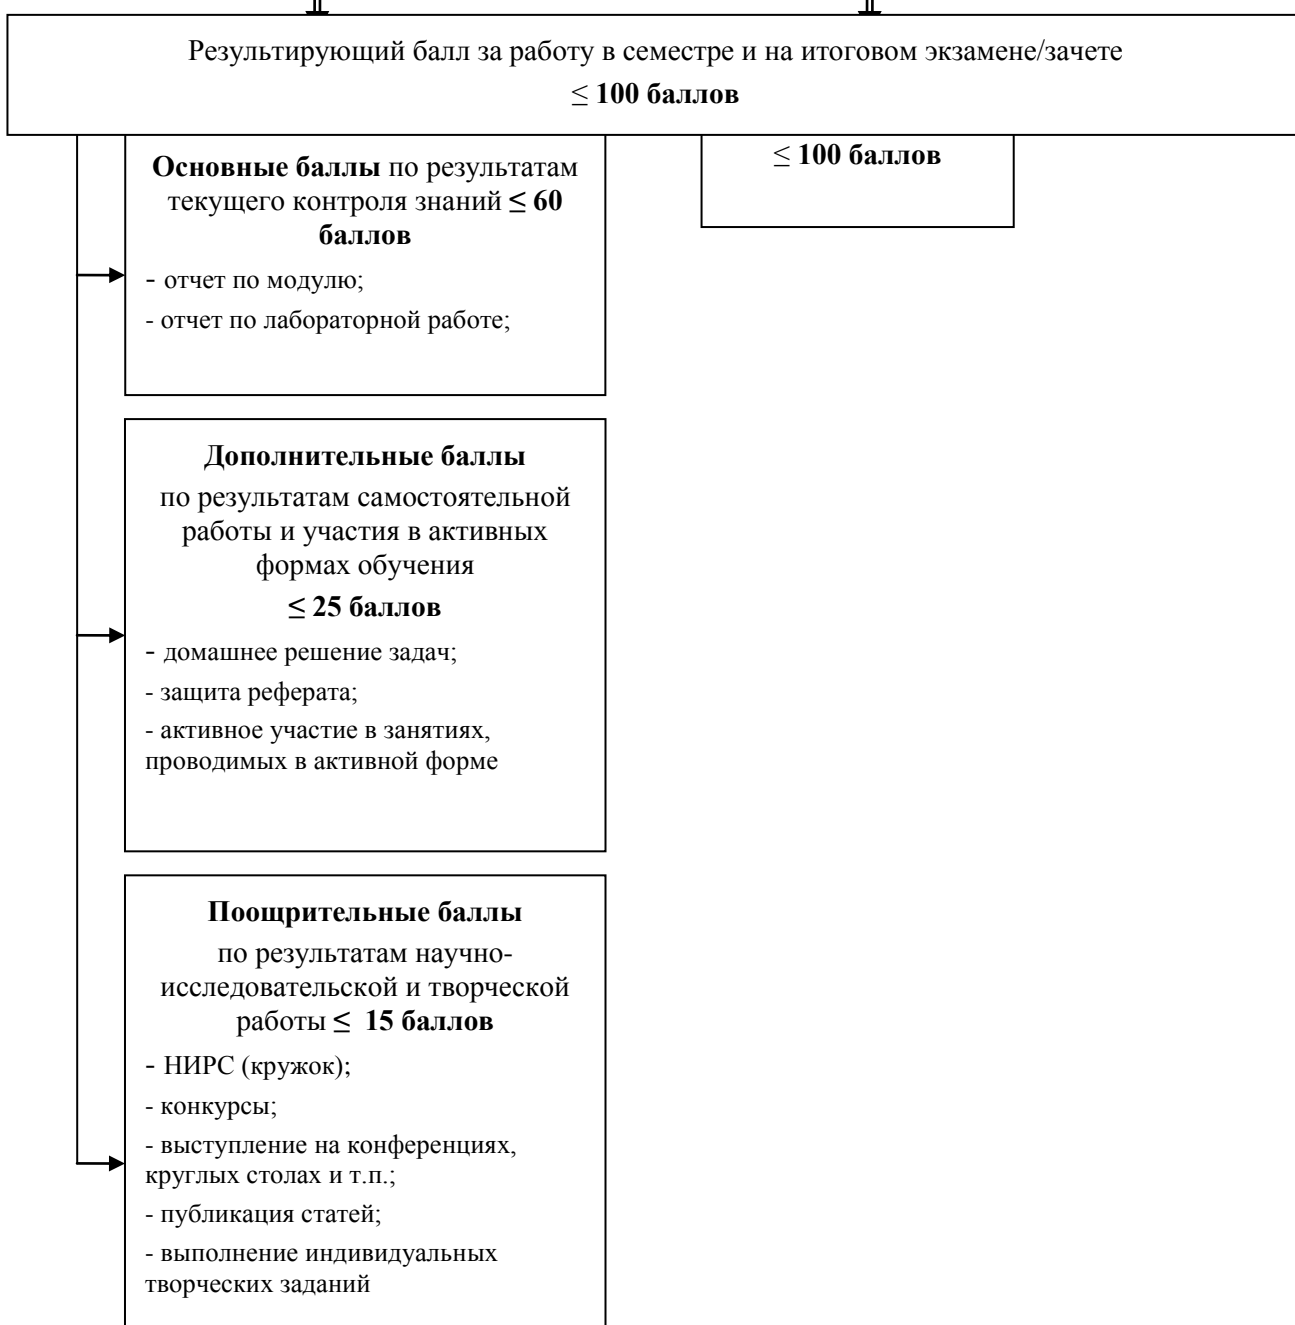 Результирующий балл за работу в семестре и на итоговом экзамене/зачете
≤ 100 баллов
Основные баллы по результатам
текущего контроля знаний ≤ 60
баллов
- отчет по модулю;
- отчет по лабораторной работе;
≤ 100 баллов
Дополнительные баллы
по результатам самостоятельной
работы и участия в активных
формах обучения
≤ 25 баллов
- домашнее решение задач;
- защита реферата;
- активное участие в занятиях,
проводимых в активной форме
Поощрительные баллы
по результатам научно-
исследовательской и творческой
работы ≤ 15 баллов
- НИРС (кружок);
- конкурсы;
- выступление на конференциях,
круглых столах и т.п.;
- публикация статей;
- выполнение индивидуальных
творческих заданий